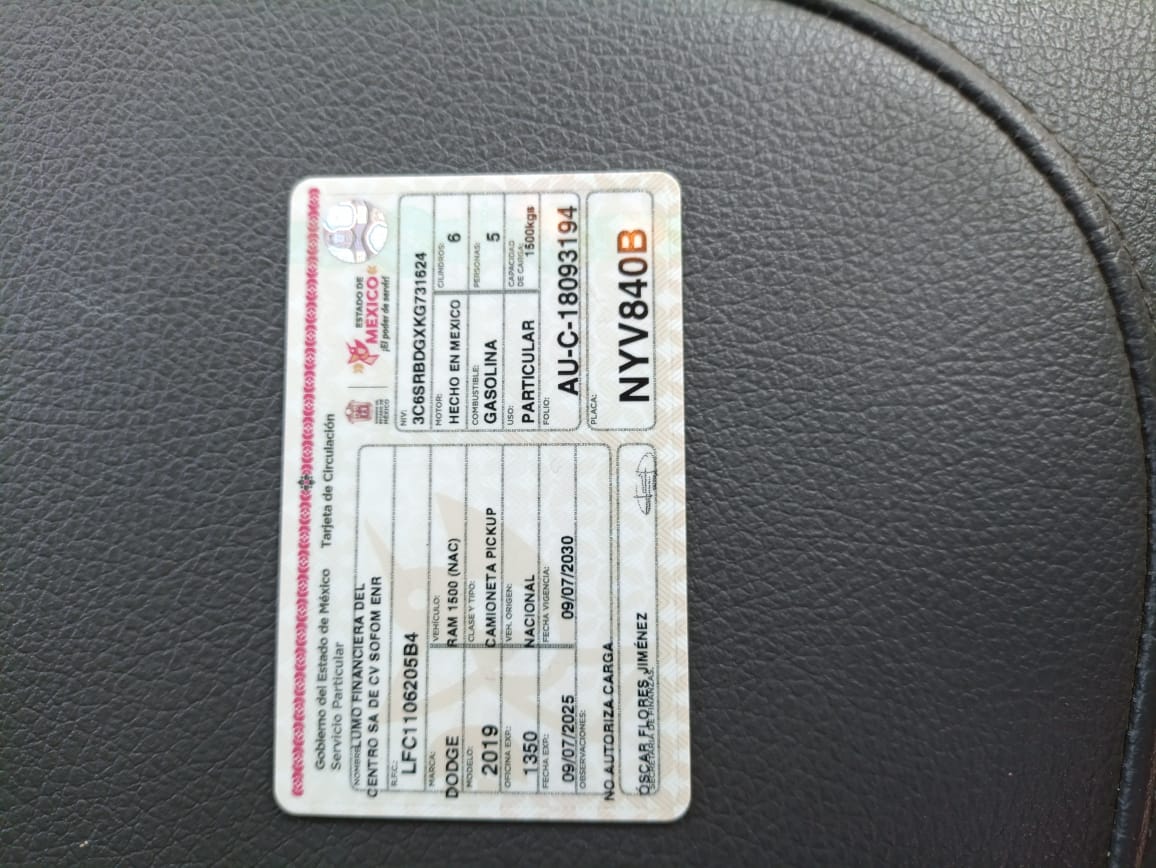 Gobierno del Estado de México
Tarjeta de Circulación
Servicio Particular
ESTADO DE
MÉXICO
¡El poder de servir!
NOMBRE:
LUMO FINANCIERA DEL
CENTRO SA DE CV SOFOM ENR
R.F.C.:
LFC1106205B4
MARCA:
DODGE
VEHÍCULO:
RAM 1500 (NAC)
MODELO:
2019
CLASE Y TIPO:
CAMIONETA PICKUP
OFICINA EXP.:
1350
VEH. ORIGEN:
NACIONAL
FECHA EXP.:
09/07/2025
FECHA VIGENCIA:
09/07/2030
OBSERVACIONES:
NO AUTORIZA CARGA
ÓSCAR FLORES JIMÉNEZ
SECRETARÍA DE FINANZAS
NIV:
3C6SRBDGXKG731624
MOTOR:
HECHO EN MEXICO
CILINDROS:
6
COMBUSTIBLE:
GASOLINA
PERSONAS:
5
USO:
PARTICULAR
CAPACIDAD
DE CARGA:
1500kgs
FOLIO:
AU-C-18093194
PLACA:
NYV840B